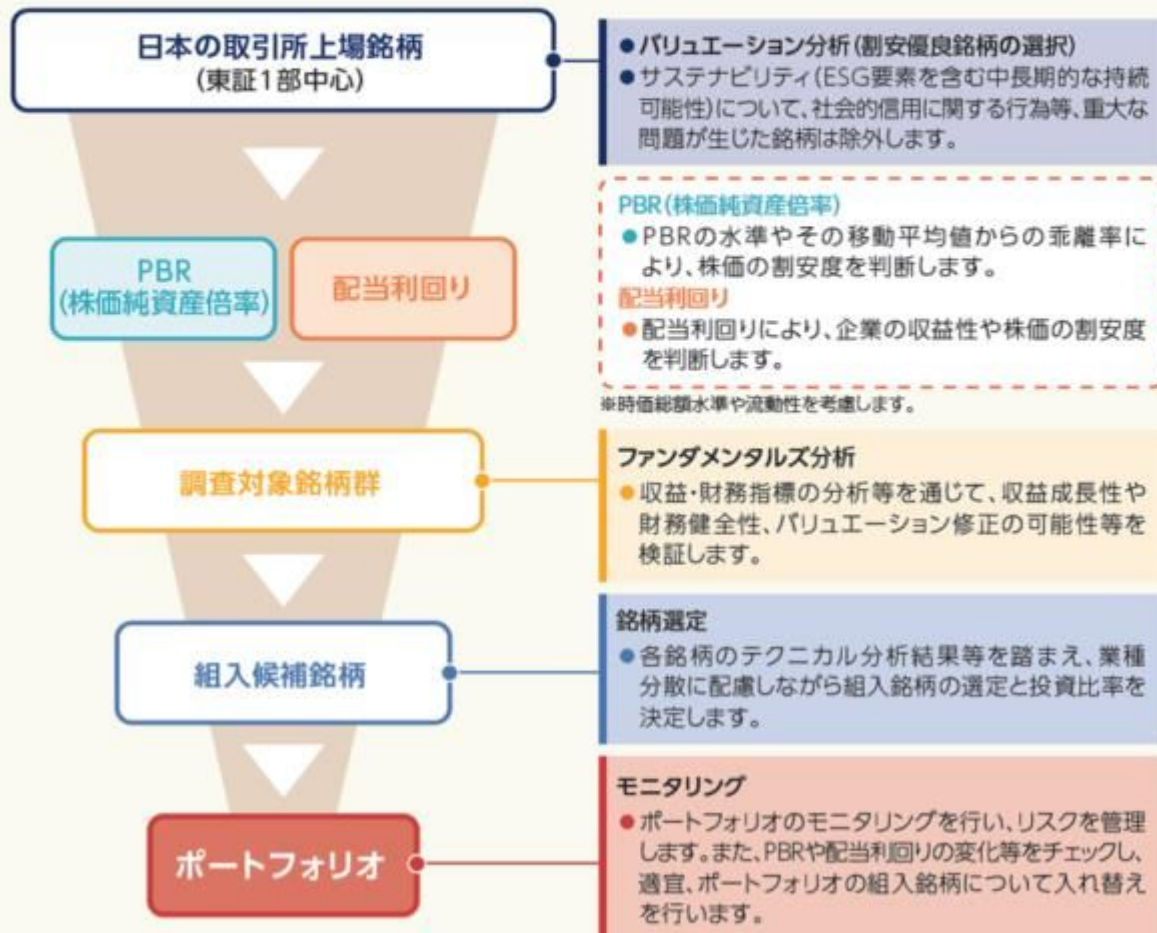 日本の取引所上場銘柄
(東証1部中心)
●バリュエーション分析(割安優良銘柄の選択)
●サステナビリティ(ESG要素を含む中長期的な持続
可能性)について、社会的信用に関する行為等、重大な
問題が生じた銘柄は除外します。
PBR
(株価純資産倍率)
配当利回り
PBR(株価純資産倍率)
●PBRの水準やその移動平均値からの乖離率に
より、株価の割安度を判断します。
配当利回り
●配当利回りにより、企業の収益性や株価の割安度
を判断します。
※時価総額水準や流動性を考慮します。
調査対象銘柄群
ファンダメンタルズ分析
●収益・財務指標の分析等を通じて、収益成長性や
財務健全性、バリュエーション修正の可能性等を
検証します。
組入候補銘柄
銘柄選定
●各銘柄のテクニカル分析結果等を踏まえ、業種
分散に配慮しながら組入銘柄の選定と投資比率を
決定します。
ポートフォリオ
モニタリング
●ポートフォリオのモニタリングを行い、リスクを管理
します。また、PBRや配当利回りの変化等をチェックし、
適宜、ポートフォリオの組入銘柄について入れ替え
を行います。